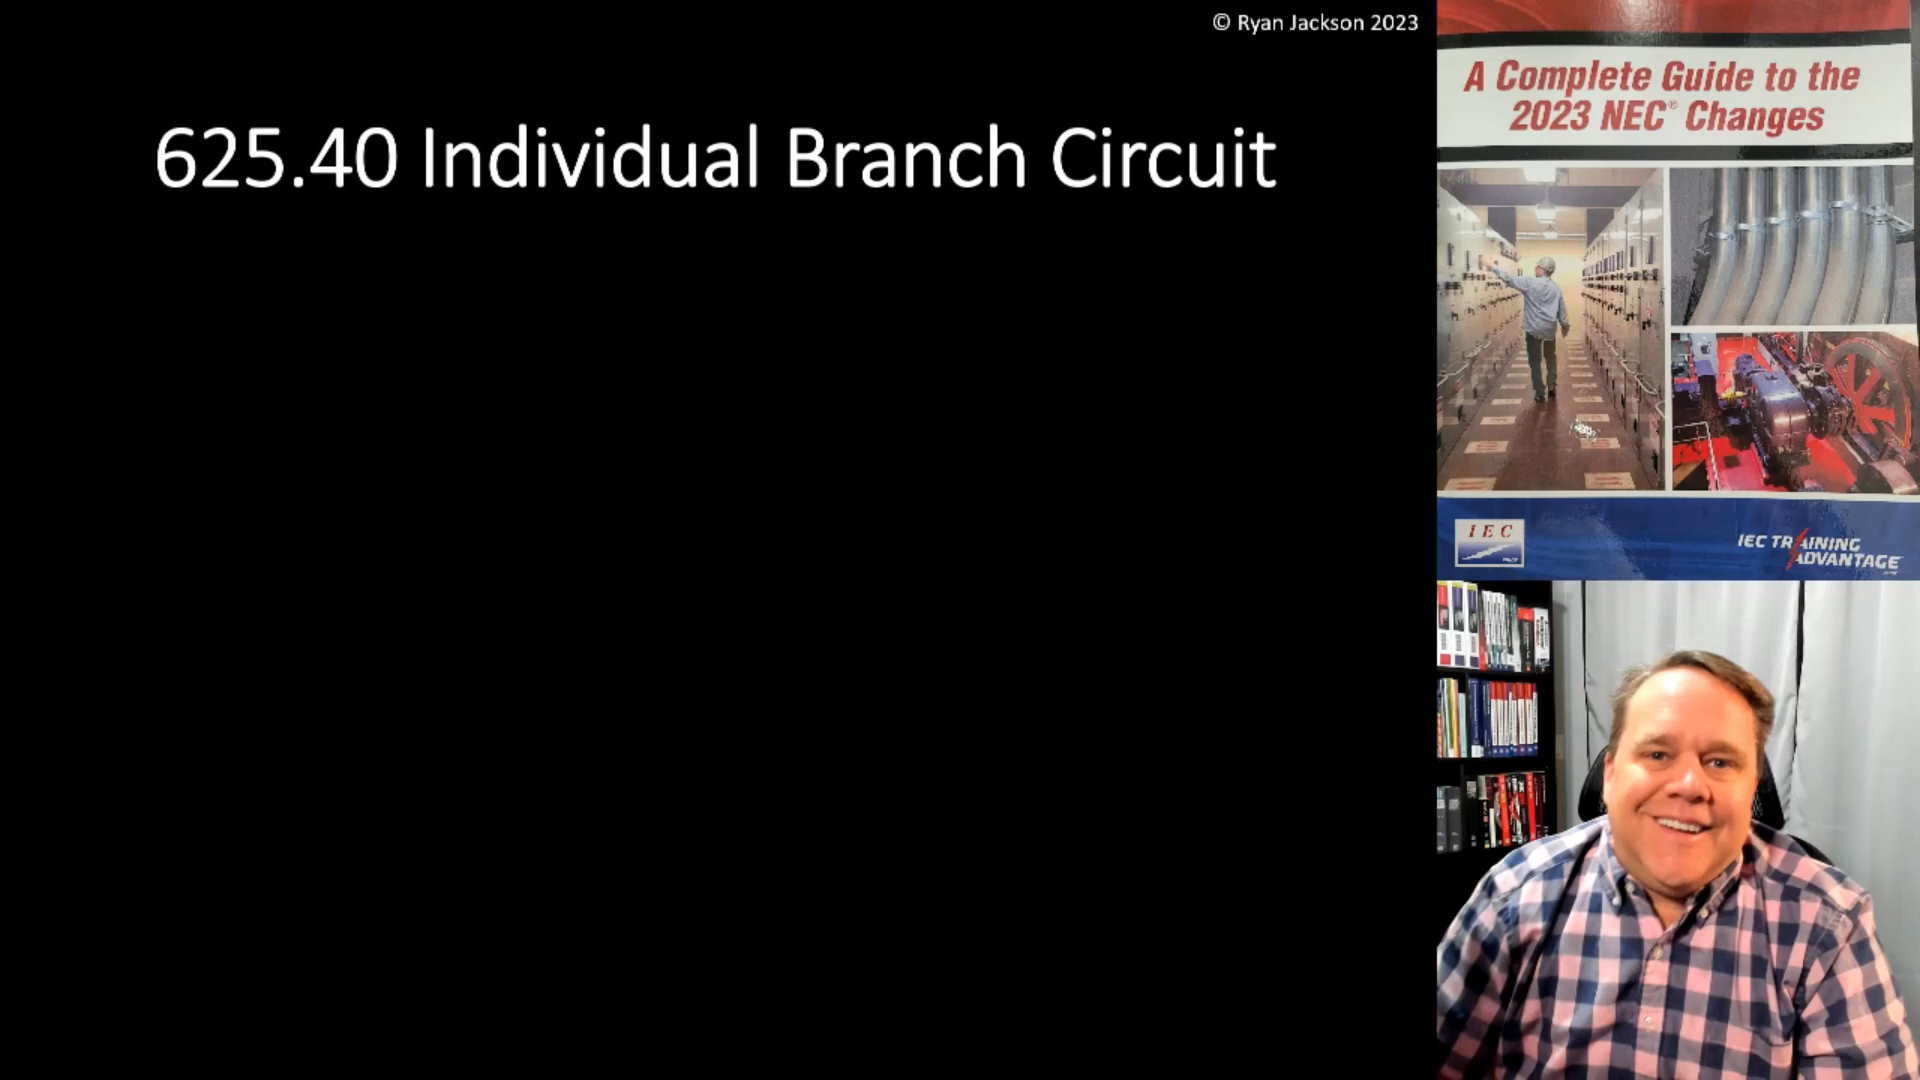 © Ryan Jackson 2023
625.40 Individual Branch Circuit
A Complete Guide to the
2023 NEC® Changes
IEC
IEC TRAINING
ADVANTAGE